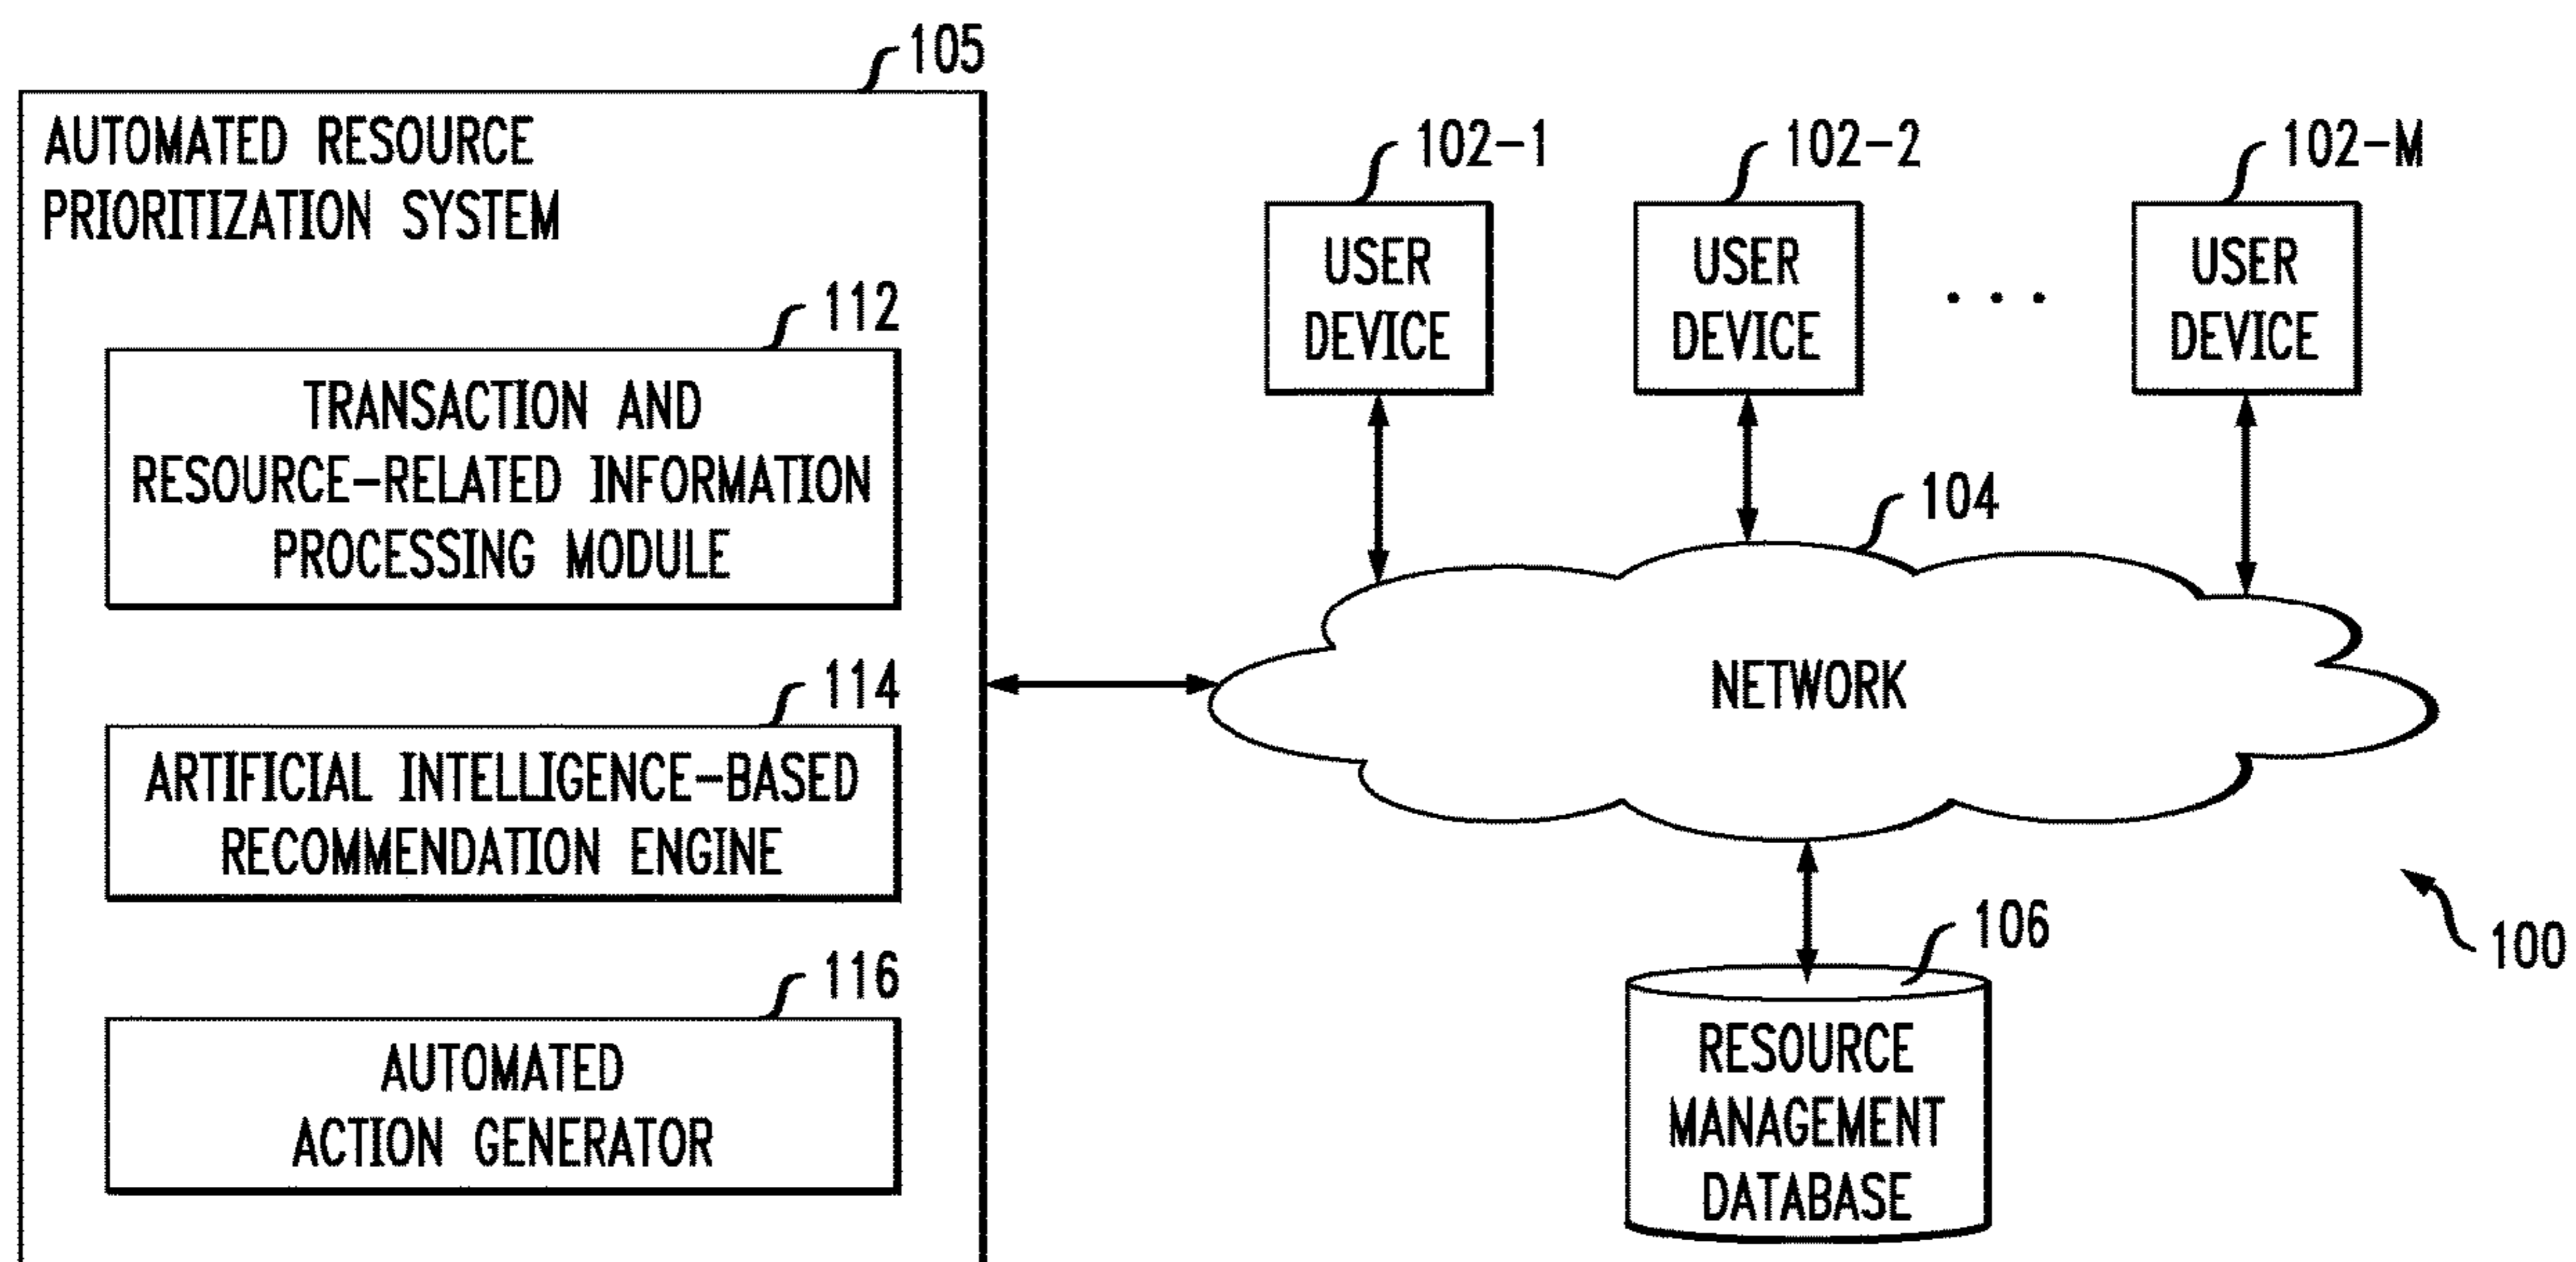 105
AUTOMATED RESOURCE
PRIORITIZATION SYSTEM
112
TRANSACTION AND
RESOURCE-RELATED INFORMATION
PROCESSING MODULE
114
ARTIFICIAL INTELLIGENCE-BASED
RECOMMENDATION ENGINE
116
AUTOMATED
ACTION GENERATOR
102-1
USER
DEVICE
102-2
USER
DEVICE
. . .
102-M
USER
DEVICE
104
NETWORK
106
RESOURCE
MANAGEMENT
DATABASE
100